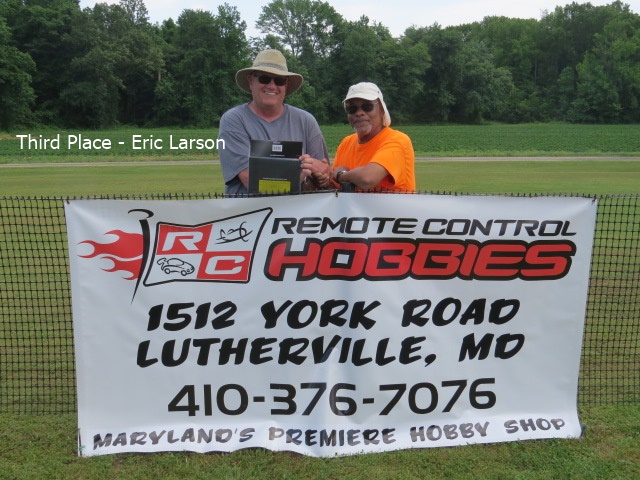 Third Place - Eric Larson
RC
REMOTE CONTROL
HOBBIES
1512 YORK ROAD
LUTHERVILLE, MD
410-376-7076
MARYLAND'S PREMIERE HOBBY SHOP